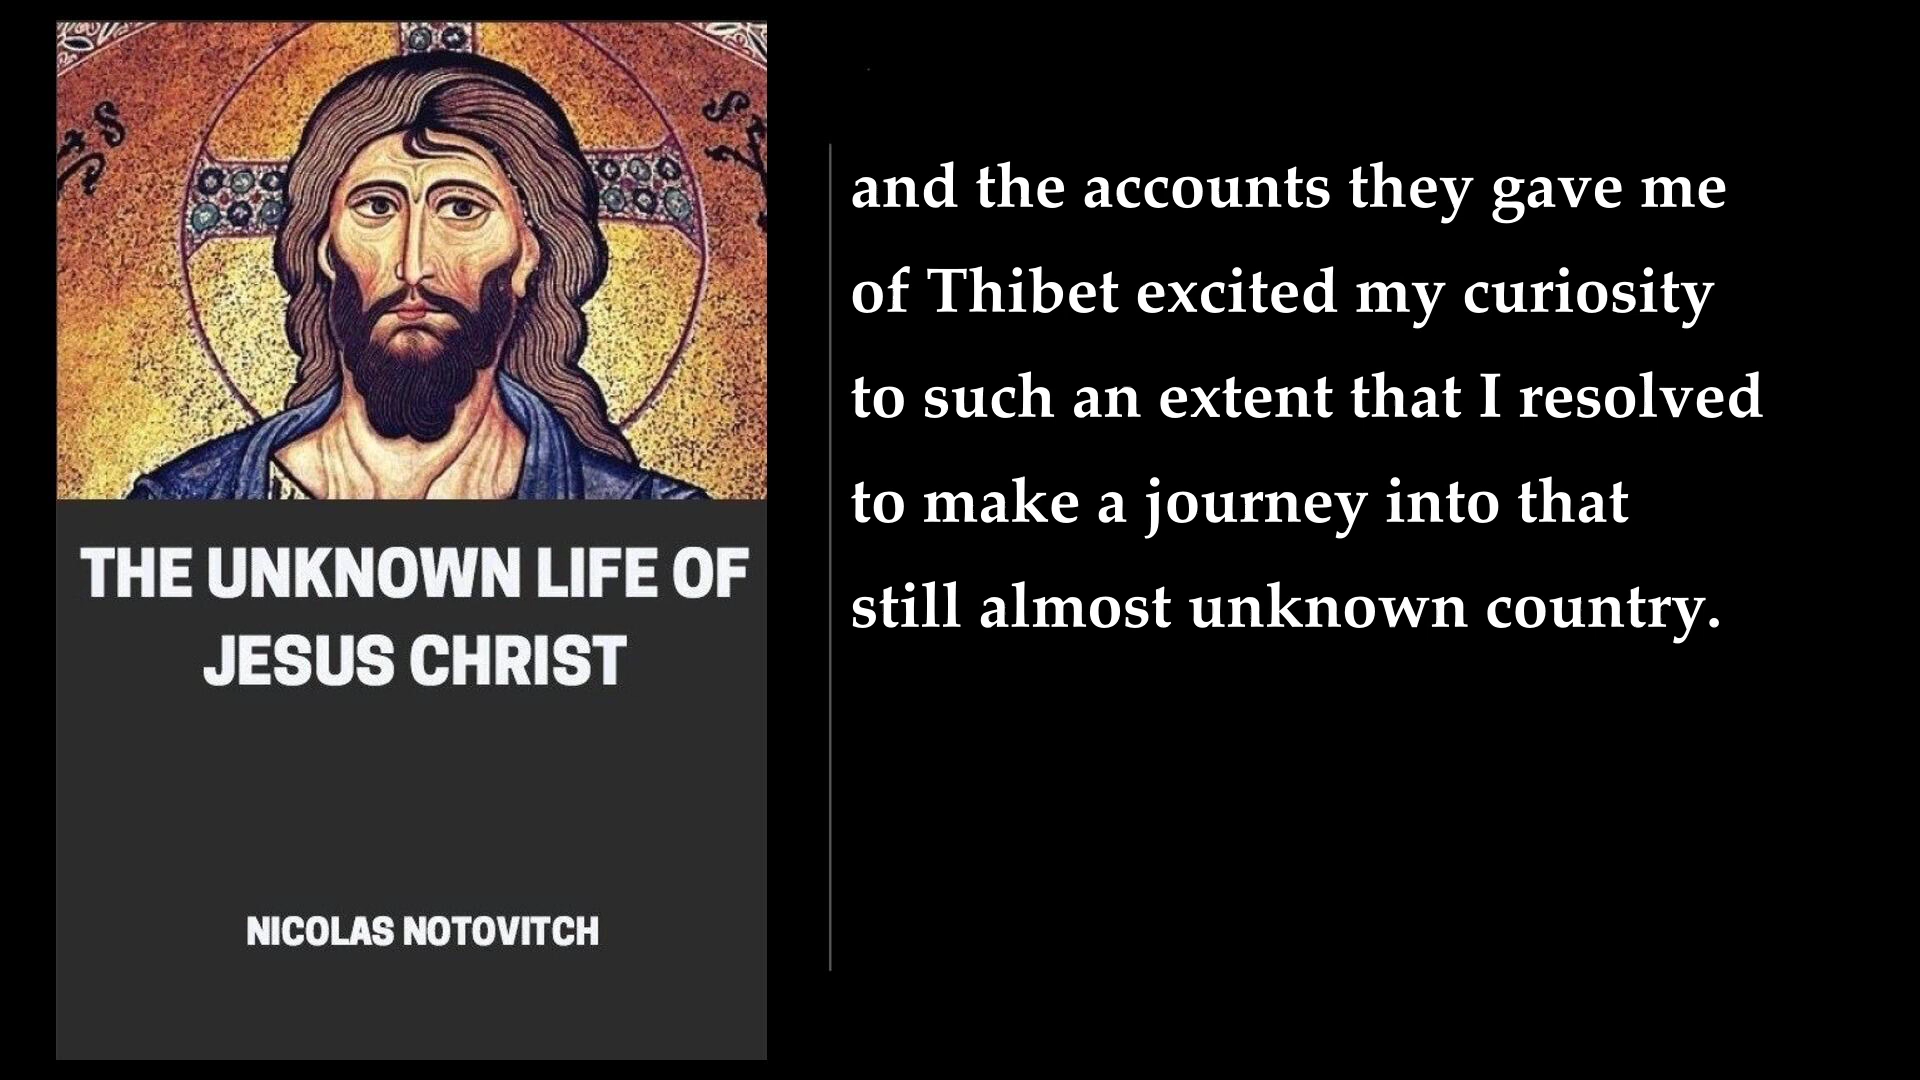 THE UNKNOWN LIFE OF
JESUS CHRIST
NICOLAS NOTOVITCH
and the accounts they gave me
of Thibet excited my curiosity
to such an extent that I resolved
to make a journey into that
still almost unknown country.